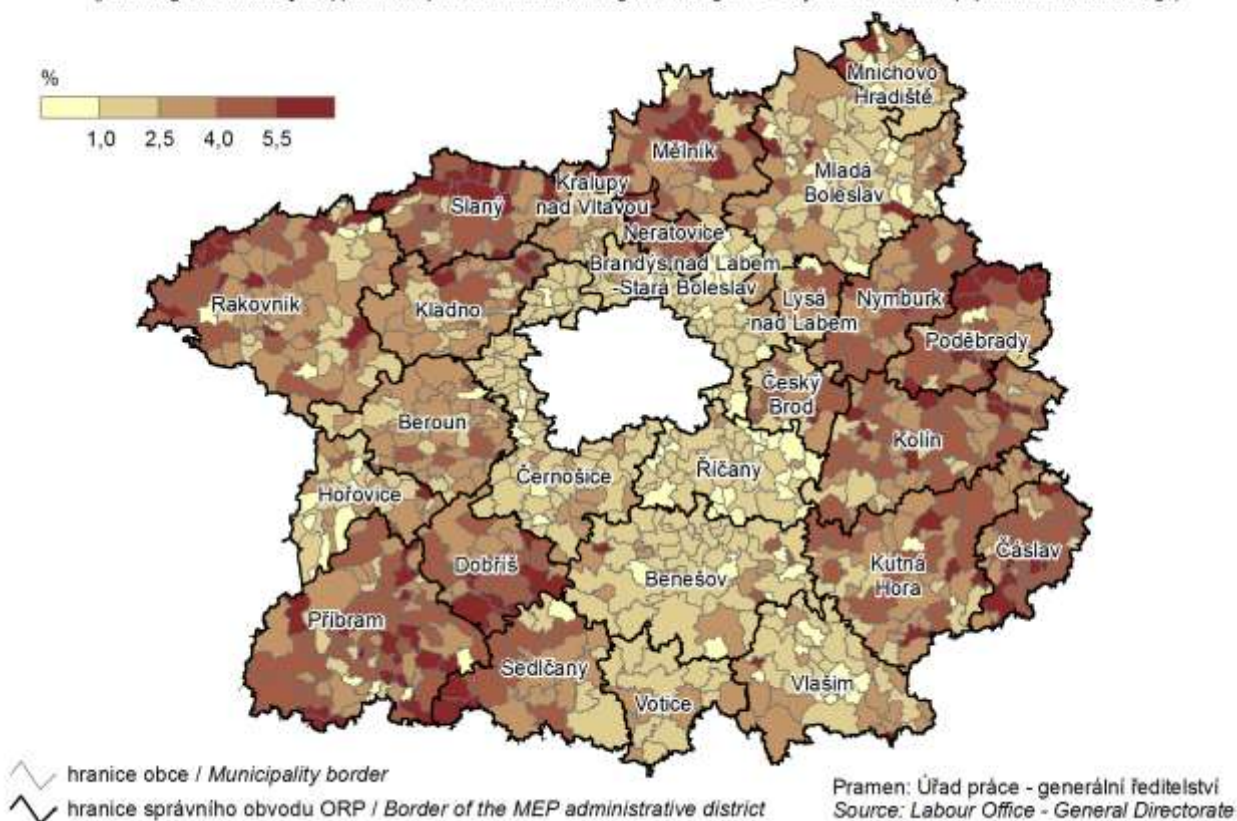 %
1,0 2,5 4,0 5,5
Mnichovo
Hradiště
Mělník
Mladá
Boleslav
Kralupy
nad Vltavou
Slaný
Neratovice
Brandýs nad Labem
-Stará Boleslav
Rakovník
Kladno
Lysá
nad Labem
Nymburk
Poděbrady
Český
Brod
Beroun
Kolín
Černošice
Říčany
Hořovice
Dobříš
Benešov
Kutná
Hora
Čáslav
Příbram
Sedlčany
Votice
Vlašim
hranice obce / Municipality border
hranice správního obvodu ORP / Border of the MEP administrative district
Pramen: Úřad práce - generální ředitelství
Source: Labour Office - General Directorate